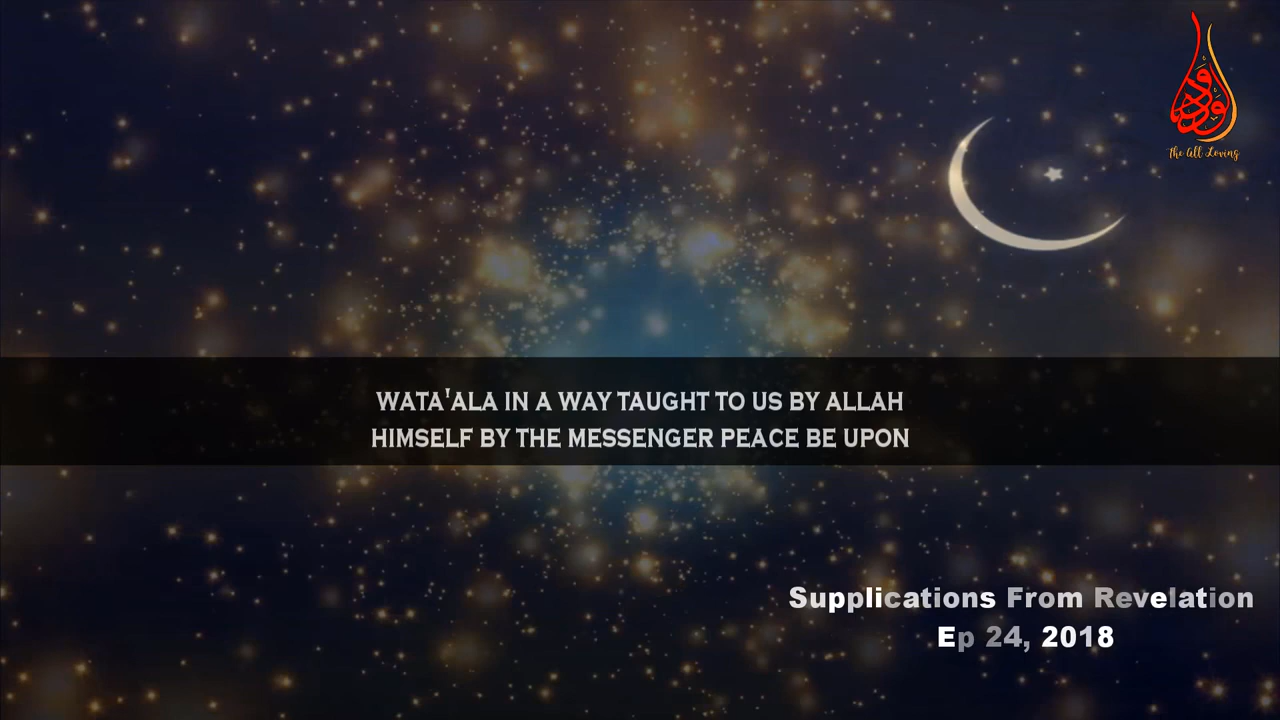 الودود
The All Loving
WATA'ALA IN A WAY TAUGHT TO US BY ALLAH
HIMSELF BY THE MESSENGER PEACE BE UPON
Supplications From Revelation
Ep 24, 2018